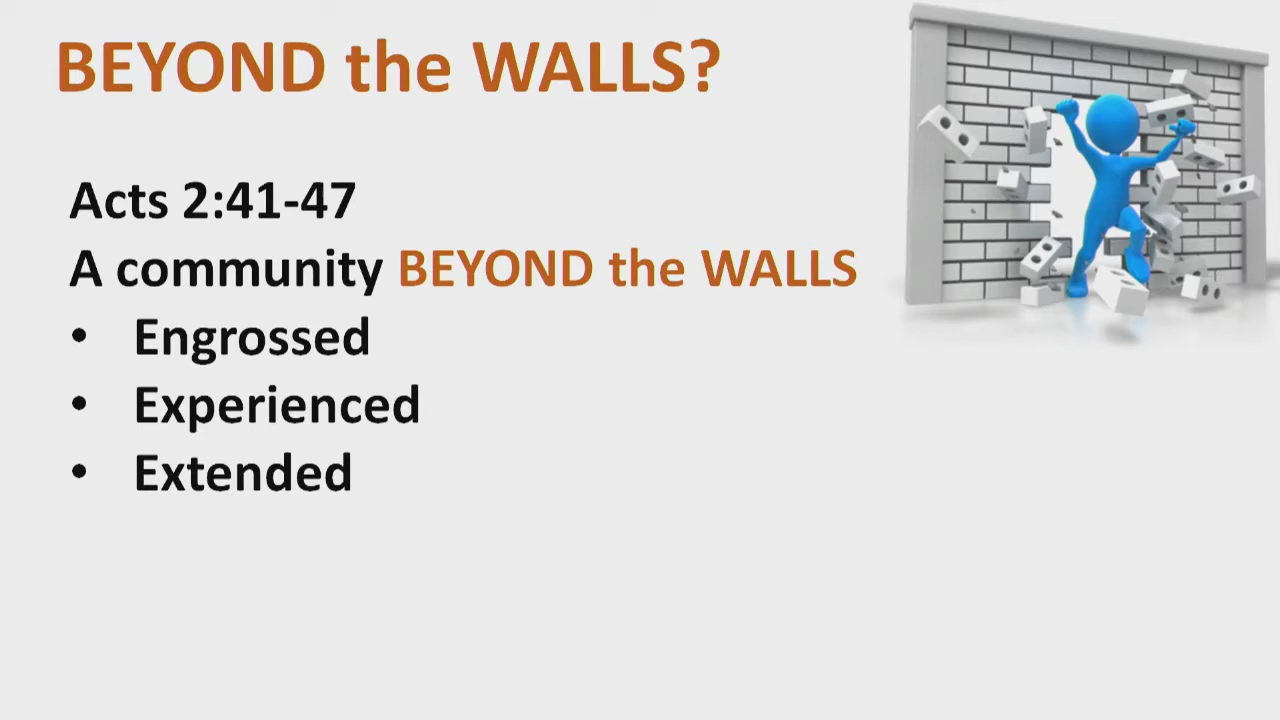 BEYOND the WALLS?
Acts 2:41-47
A community BEYOND the WALLS
• Engrossed
• Experienced
• Extended